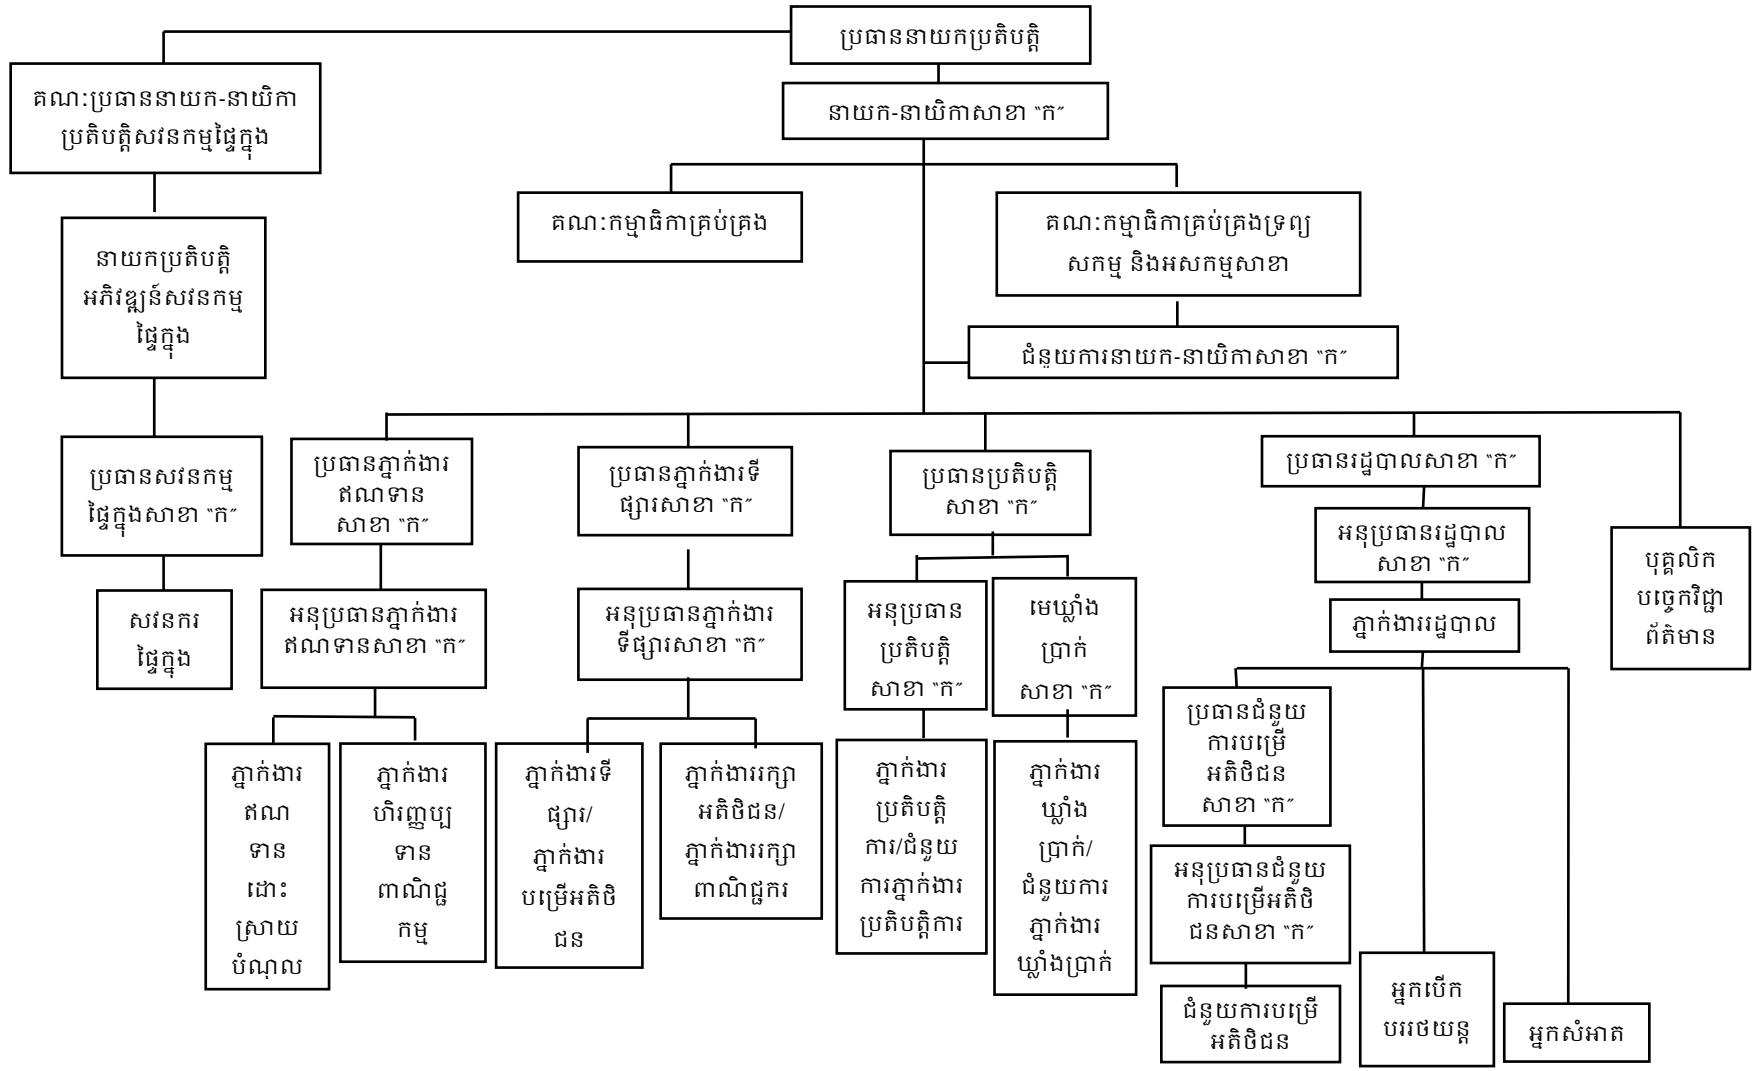 ប្រធាននាយកប្រតិបត្តិ
គណៈប្រធាននាយក-នាយិកា
ប្រតិបត្តិសវនកម្មផ្ទៃក្នុង
នាយក-នាយិកាសាខា “ក”
គណៈកម្មាធិការគ្រប់គ្រង
គណៈកម្មាធិការគ្រប់គ្រងទ្រព្យ
សកម្ម និងអសកម្មសាខា
នាយកប្រតិបត្តិ
អភិវឌ្ឍន៍សវនកម្ម
ផ្ទៃក្នុង
ជំនួយការនាយក-នាយិកាសាខា “ក”
ប្រធានសវនកម្ម
ផ្ទៃក្នុងសាខា “ក”
សវនករ
ផ្ទៃក្នុង
ប្រធានភ្នាក់ងារ
ឥណទាន
សាខា “ក”
ប្រធានភ្នាក់ងារទី
ផ្សារសាខា “ក”
ប្រធានប្រតិបត្តិ
សាខា “ក”
ប្រធានរដ្ឋបាលសាខា “ក”
អនុប្រធានរដ្ឋបាល
សាខា “ក”
ភ្នាក់ងាររដ្ឋបាល
បុគ្គលិក
បច្ចេកវិជ្ជា
ព័ត៌មាន
អនុប្រធានភ្នាក់ងារ
ឥណទានសាខា “ក”
អនុប្រធានភ្នាក់ងារ
ទីផ្សារសាខា “ក”
អនុប្រធាន
ប្រតិបត្តិ
សាខា “ក”
មេឃ្លាំង
ប្រាក់
សាខា “ក”
ភ្នាក់ងារ
ឥណ
ទាន
ដោះ
ស្រាយ
បំណុល
ភ្នាក់ងារ
ហិរញ្ញប្ប
ទាន
ពាណិជ្ជ
កម្ម
ភ្នាក់ងារទី
ផ្សារ/
ភ្នាក់ងារ
បម្រើអតិថិ
ជន
ភ្នាក់ងាររក្សា
អតិថិជន/
ភ្នាក់ងាររក្សា
ពាណិជ្ជករ
ភ្នាក់ងារ
ប្រតិបត្តិ
ការ/ជំនួយ
ការភ្នាក់ងារ
ប្រតិបត្តិការ
ភ្នាក់ងារ
ឃ្លាំង
ប្រាក់/
ជំនួយការ
ភ្នាក់ងារ
ឃ្លាំងប្រាក់
ប្រធានជំនួយ
ការបម្រើ
អតិថិជន
សាខា “ក”
អនុប្រធានជំនួយ
ការបម្រើអតិថិ
ជនសាខា “ក”
ជំនួយការបម្រើ
អតិថិជន
អ្នកបើក
បររថយន្ត
អ្នកសំអាត